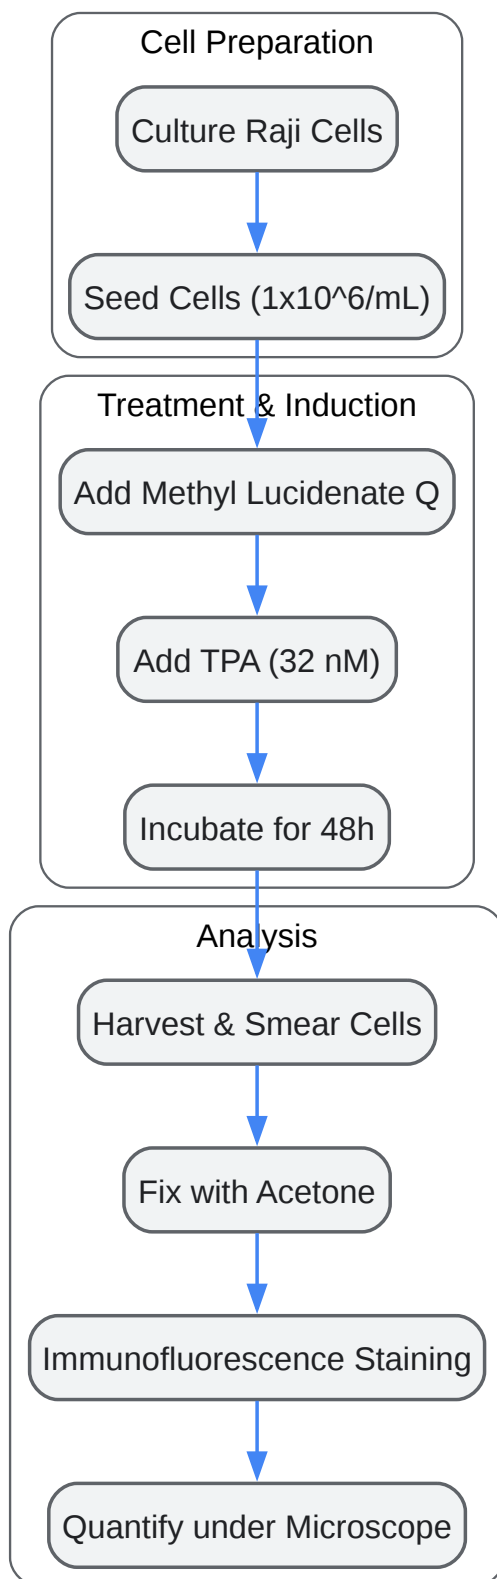 Cell Preparation
Culture Raji Cells
Seed Cells (1x10^6/mL)
Treatment & Induction
Add Methyl Lucidenate Q
Add TPA (32 nM)
Incubate for 48h
Analysis
Harvest & Smear Cells
Fix with Acetone
Immunofluorescence Staining
Quantify under Microscope